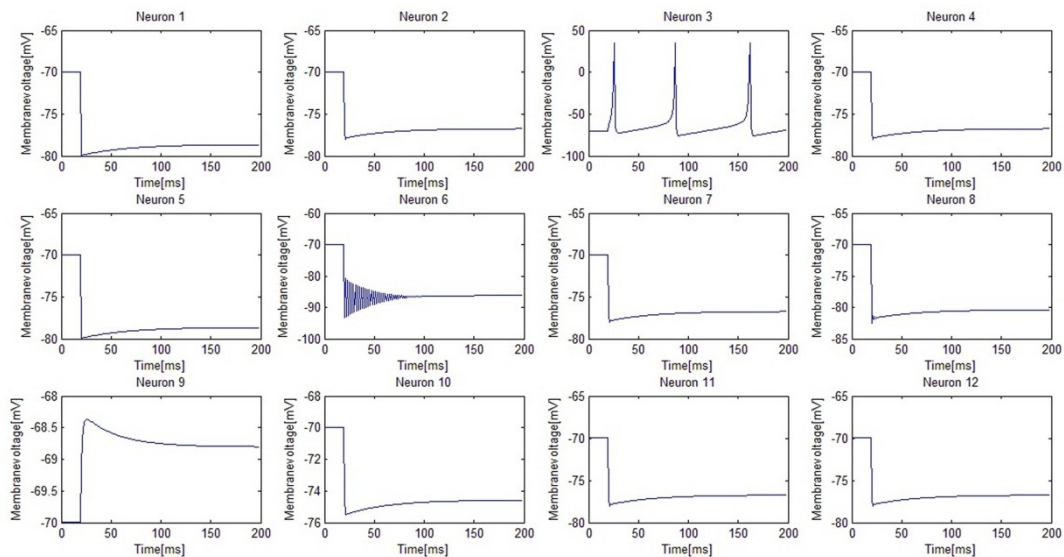 Neuron 1 Neuron 2 Neuron 3 Neuron 4
Membranevoltage[mV] -65 -70 -75 -80 Membranevoltage[mV] -65 -70 -75 -80 Membranevoltage[mV] 50 0 -50 -100 Membranevoltage[mV] -65 -70 -75 -80
0 50 100 150 200 0 50 100 150 200 0 50 100 150 200 0 50 100 150 200
Time[ms] Time[ms] Time[ms] Time[ms]
Neuron 5 Neuron 6 Neuron 7 Neuron 8
Membranevoltage[mV] -65 -70 -75 -80 Membranevoltage[mV] -60 -70 -80 -90 -100 Membranevoltage[mV] -65 -70 -75 -80 Membranevoltage[mV] -65 -70 -75 -80 -85
0 50 100 150 200 0 50 100 150 200 0 50 100 150 200 0 50 100 150 200
Time[ms] Time[ms] Time[ms] Time[ms]
Neuron 9 Neuron 10 Neuron 11 Neuron 12
Membranevoltage[mV] -68 -68.5 -69 -69.5 -70 Membranevoltage[mV] -68 -70 -72 -74 -76 Membranevoltage[mV] -65 -70 -75 -80 Membranevoltage[mV] -65 -70 -75 -80
0 50 100 150 200 0 50 100 150 200 0 50 100 150 200 0 50 100 150 200
Time[ms] Time[ms] Time[ms] Time[ms]